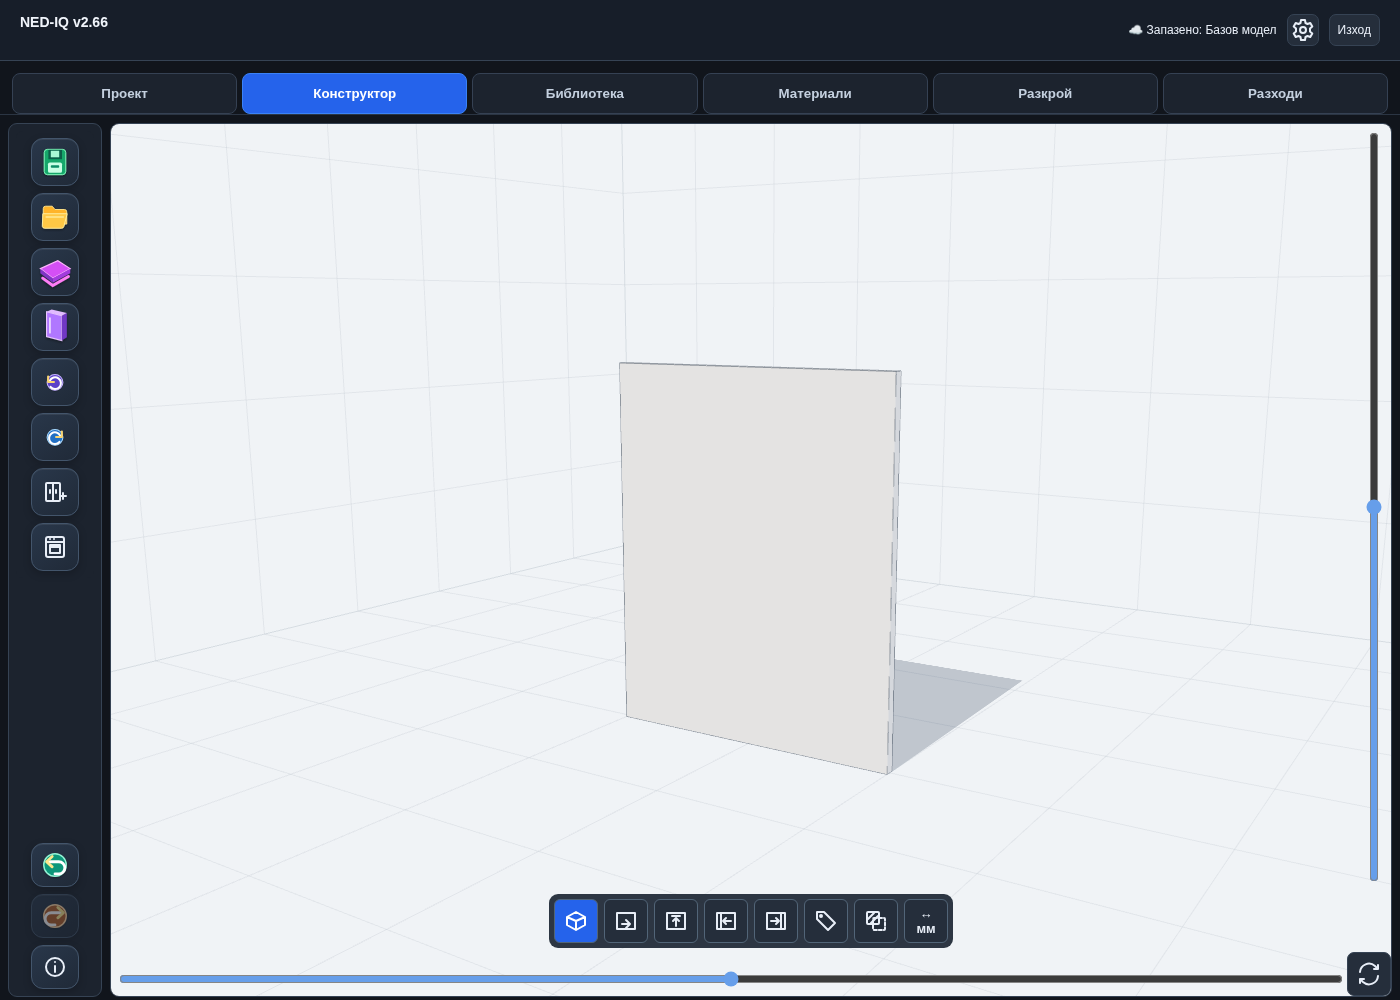 NED-IQ v2.66
☁️ Запазено: Базов модел
Изход
Проект
Конструктор
Библиотека
Материали
Разкрой
Разходи
↔
мм